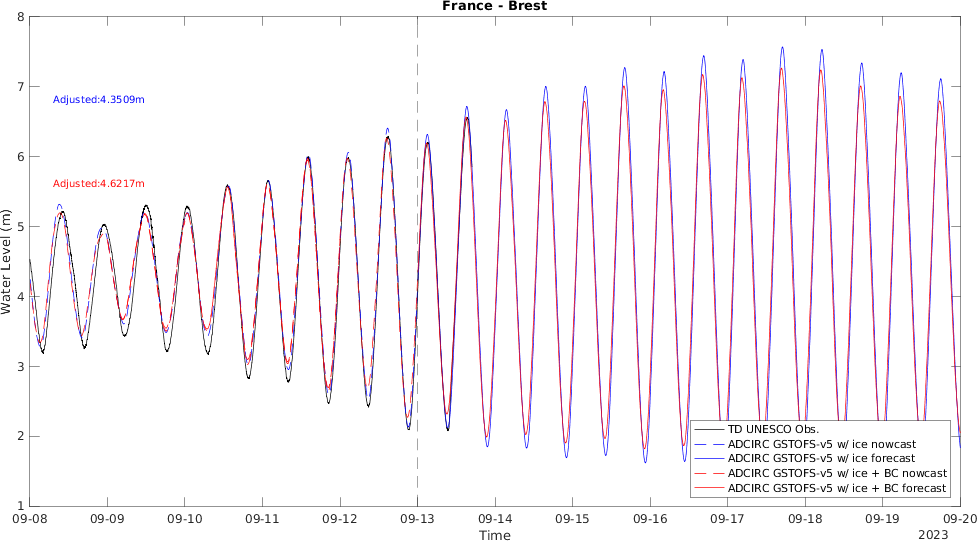 France - Brest
8
7
6
5
4
3
2
1
Water Level (m)
Adjusted:4.3509m
Adjusted:4.6217m
TD UNESCO Obs.
ADCIRC GSTOFS-v5 w/ ice nowcast
ADCIRC GSTOFS-v5 w/ ice forecast
ADCIRC GSTOFS-v5 w/ ice + BC nowcast
ADCIRC GSTOFS-v5 w/ ice + BC forecast
09-08 09-09 09-10 09-11 09-12 09-13 09-14 09-15 09-16 09-17 09-18 09-19 09-20
Time
2023